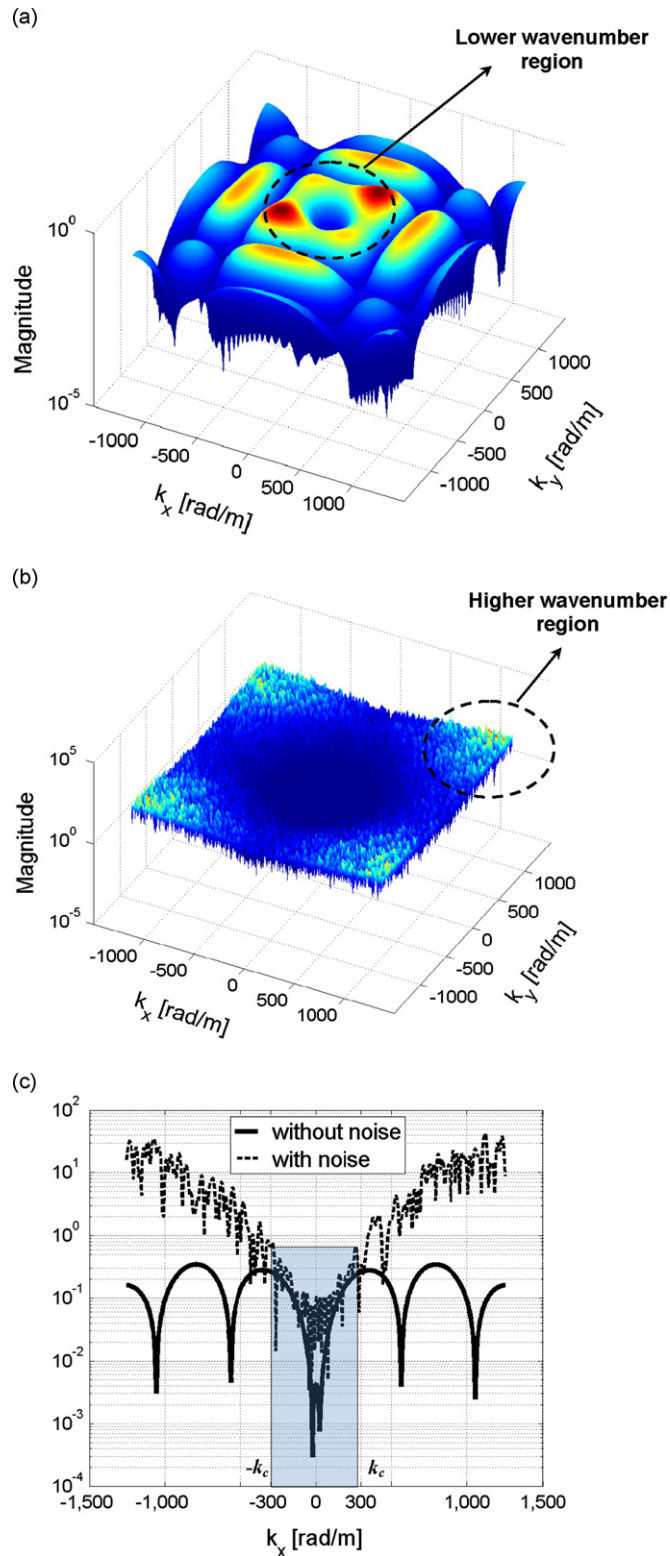 (a)
Lower wavenumber
region
10^0
Magnitude
10^-5
-1000
-500
0
500
1000
k_x [rad/m]
1000
500
0
-500
-1000
k_y [rad/m]
(b)
Higher wavenumber
region
10^5
10^0
Magnitude
10^-5
-1000
-500
0
500
1000
k_x [rad/m]
1000
500
0
-500
-1000
k_y [rad/m]
(c)
10^2
10^1
10^0
10^-1
10^-2
10^-3
10^-4
without noise
with noise
-k_c
k_c
-1,500
-1,000
-300
0
300
1,000
1,500
k_x [rad/m]